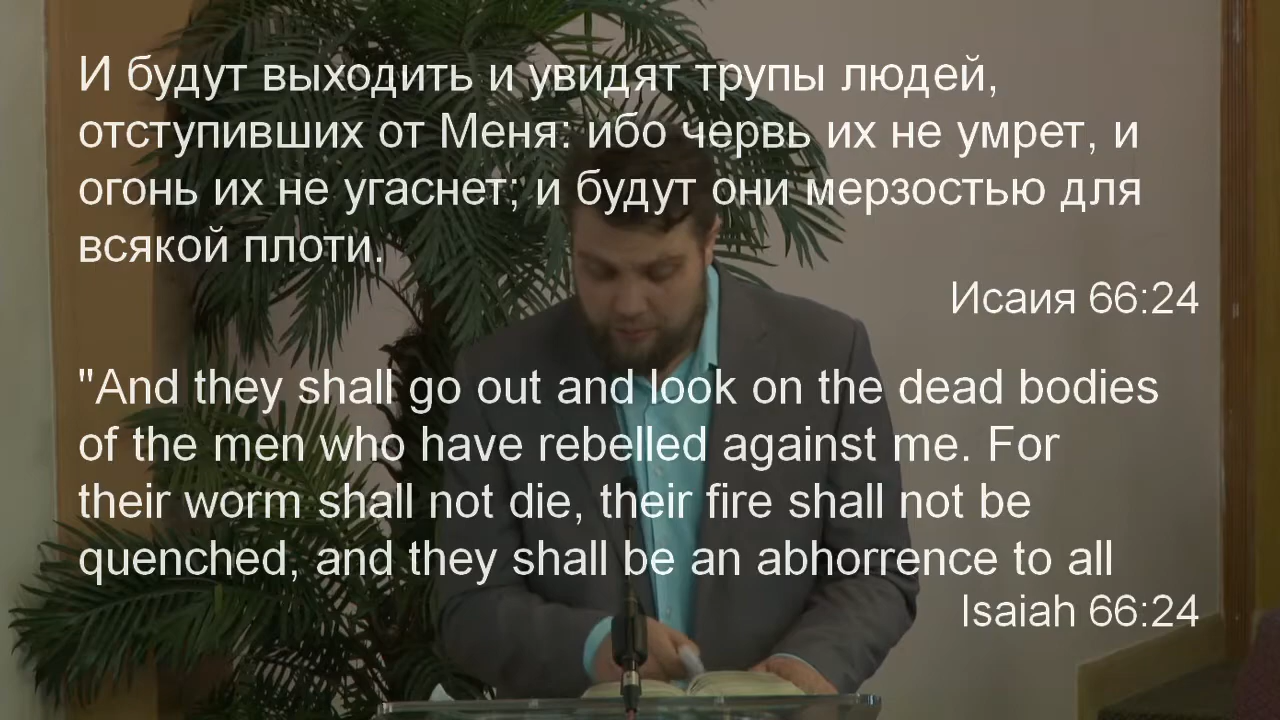 И будут выходить и увидят трупы людей,
отступивших от Меня: ибо червь их не умрет, и
огонь их не угаснет; и будут они мерзостью для
всякой плоти.
Исаия 66:24
"And they shall go out and look on the dead bodies
of the men who have rebelled against me. For
their worm shall not die, their fire shall not be
quenched, and they shall be an abhorrence to all
Isaiah 66:24